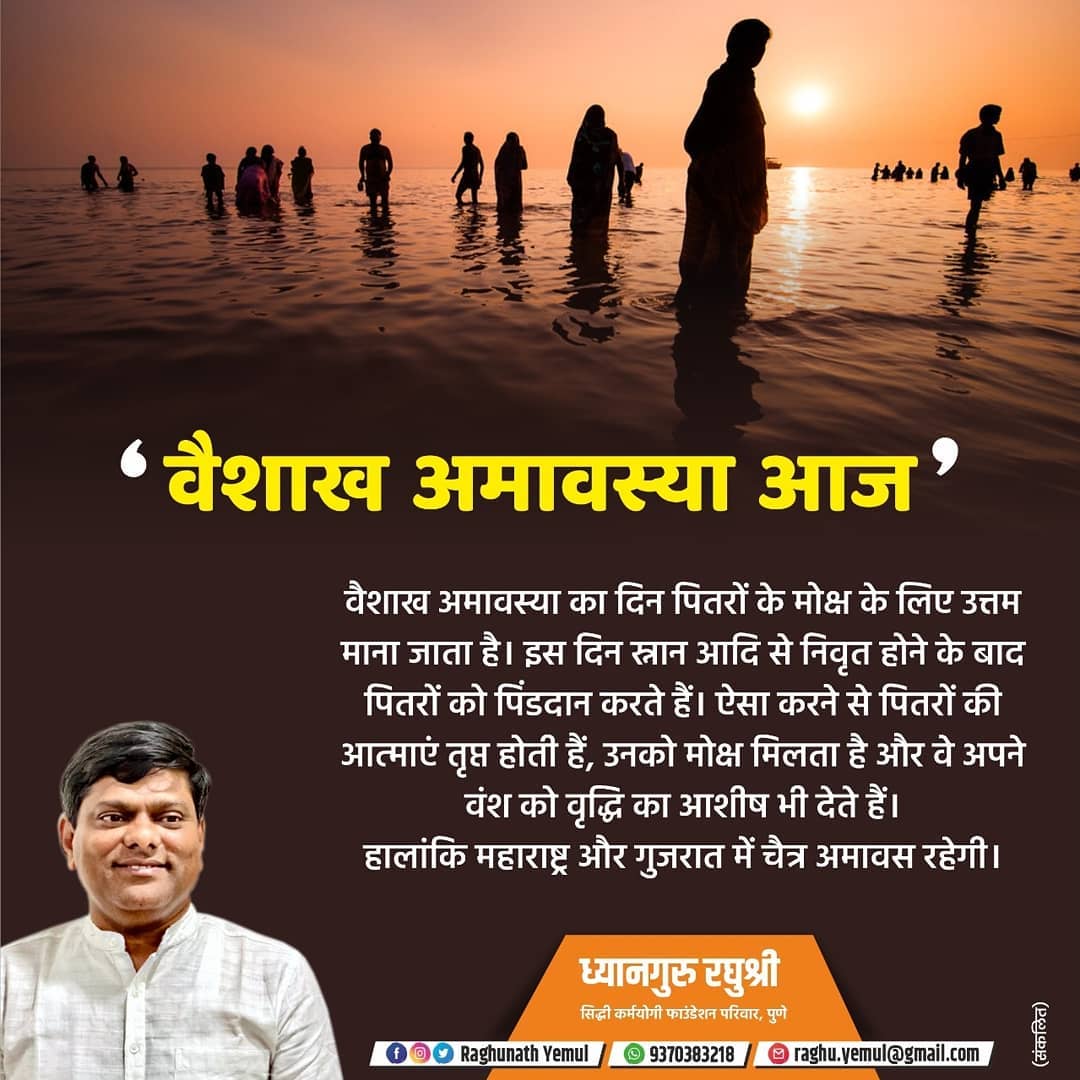 ‘वैशाख अमावस्या आज’
वैशाख अमावस्या का दिन पितरों के मोक्ष के लिए उत्तम
माना जाता है। इस दिन स्नान आदि से निवृत होने के बाद
पितरों को पिंडदान करते हैं। ऐसा करने से पितरों की
आत्माएं तृप्त होती हैं, उनको मोक्ष मिलता है और वे अपने
वंश को वृद्धि का आशीष भी देते हैं।
हालांकि महाराष्ट्र और गुजरात में चैत्र अमावस रहेगी।
ध्यानगुरु रघुश्री
सिद्धी कर्मयोगी फाउंडेशन परिवार, पुणे
Raghunath Yemul
9370383218
raghu.yemul@gmail.com
(संकलित)